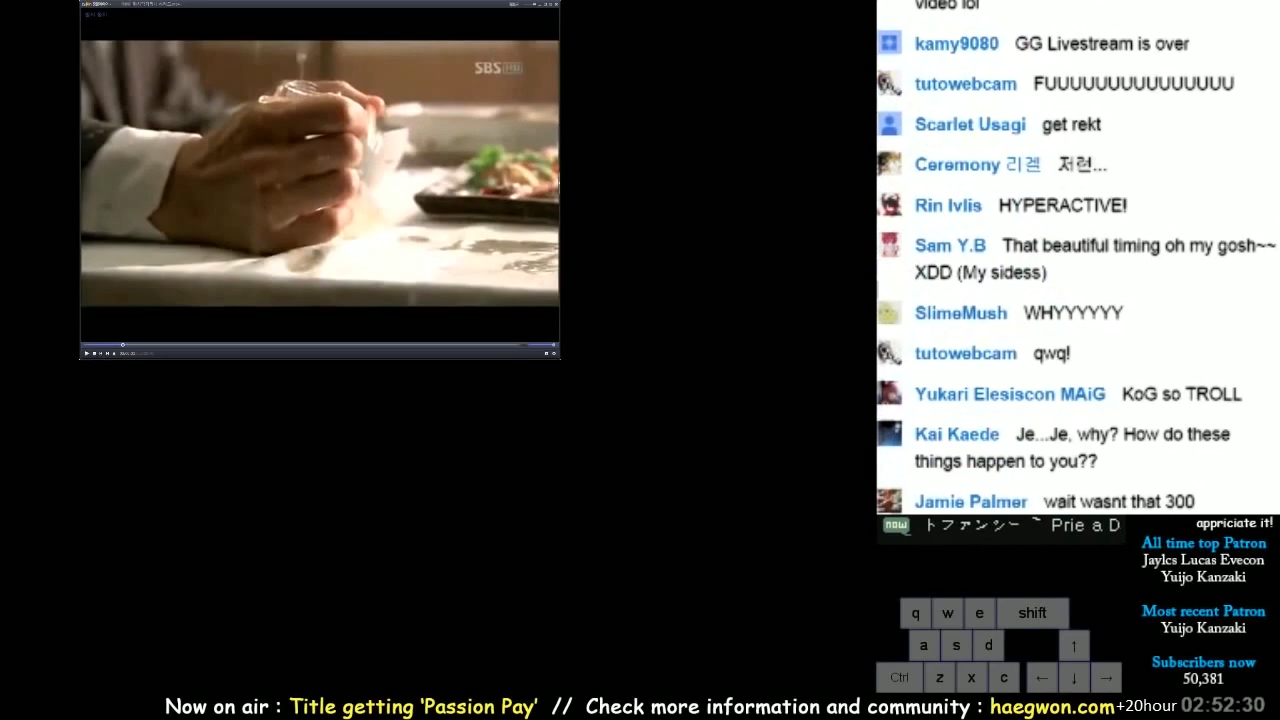 SBS HD
video lol
kamy9080 GG Livestream is over
tutowebcam FUUUUUUUUUUUUUUUU
Scarlet Usagi get rekt
Ceremony 리겐 저런...
Rin Ivlis HYPERACTIVE!
Sam Y.B That beautiful timing oh my gosh~~
XDD (My sidess)
SlimeMush WHYYYYYY
tutowebcam qwq!
Yukari Elesiscon MAiG KoG so TROLL
Kai Kaede Je...Je, why? How do these
things happen to you??
Jamie Palmer wait wasnt that 300
now トファンシー ~ Prie a D
appriciate it!
All time top Patron
Jaylcs Lucas Evecon
Yuijo Kanzaki
Most recent Patron
Yuijo Kanzaki
Subscribers now
50,381
q w e shift
a s d ↑
Ctrl z x c ← ↓ →
Now on air : Title getting 'Passion Pay' // Check more information and community : haegwon.com +20hour 02:52:30